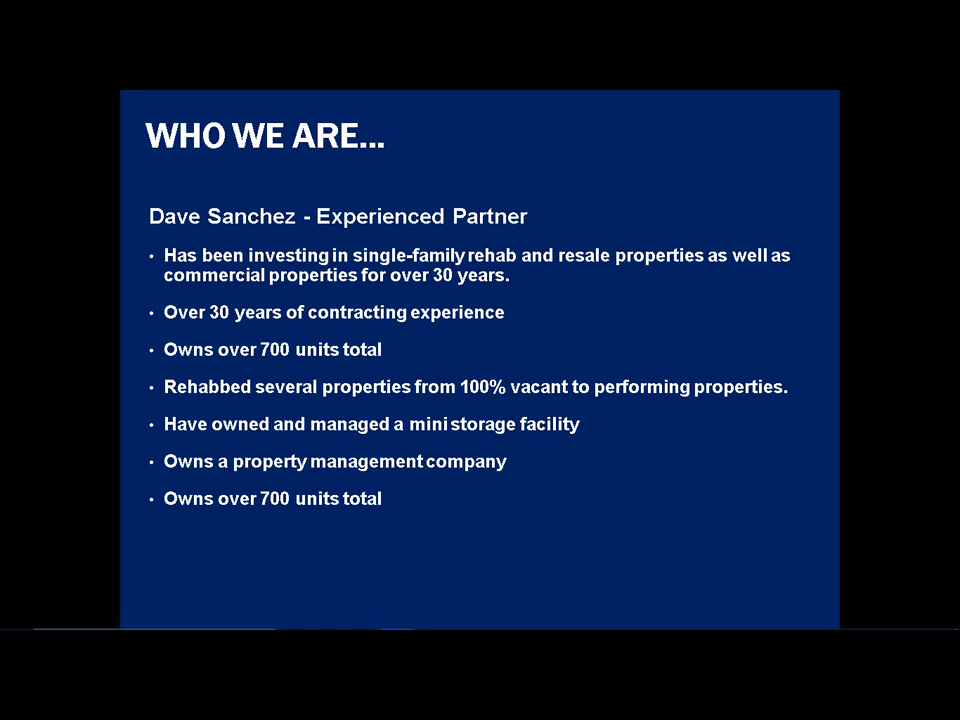 WHO WE ARE...
Dave Sanchez - Experienced Partner
• Has been investing in single-family rehab and resale properties as well as
commercial properties for over 30 years.
• Over 30 years of contracting experience
• Owns over 700 units total
• Rehabbed several properties from 100% vacant to performing properties.
• Have owned and managed a mini storage facility
• Owns a property management company
• Owns over 700 units total